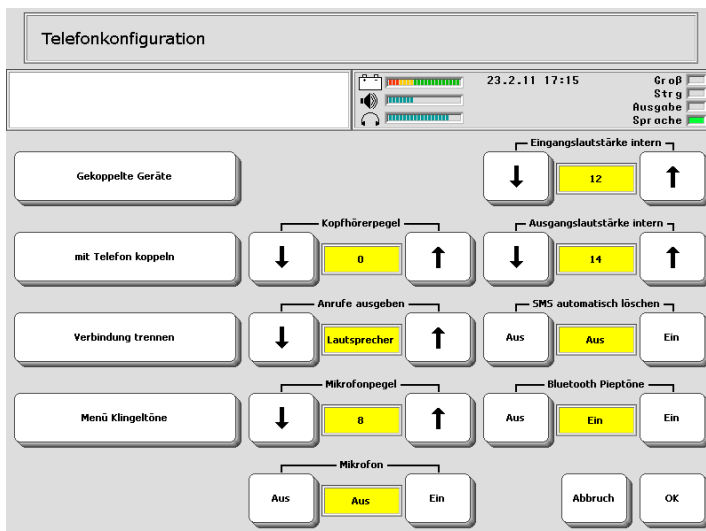 Telefonkonfiguration
23.2.11 17:15
Groß
Strg
Ausgabe
Sprache
Eingangslautstärke intern
Gekoppelte Geräte
12
Kopfhörerpegel
Ausgangslautstärke intern
mit Telefon koppeln
0
14
Anrufe ausgeben
SMS automatisch löschen
Verbindung trennen
Lautsprecher
Aus
Aus
Ein
Mikrofonpegel
Bluetooth Pieptöne
Menü Klingeltöne
8
Aus
Ein
Ein
Mikrofon
Aus
Aus
Ein
Abbruch
OK